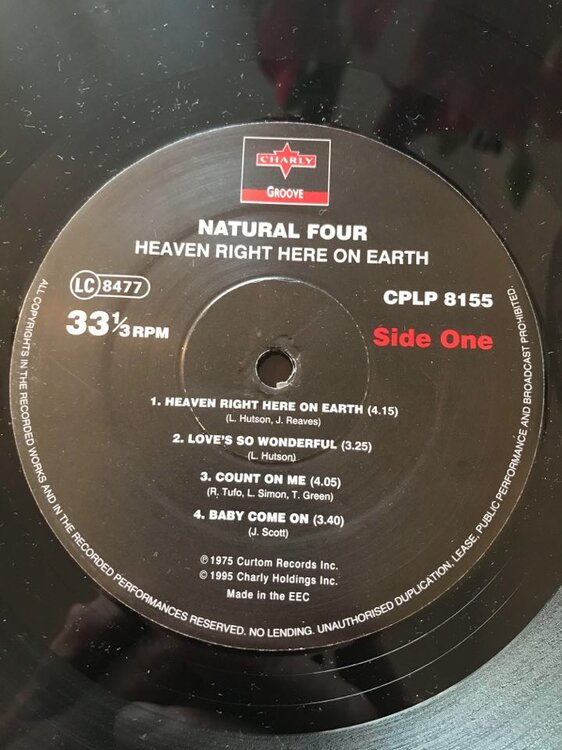 CHARLY
GROOVE
NATURAL FOUR
HEAVEN RIGHT HERE ON EARTH
LC 8477
CPLP 8155
33 1/3 RPM
Side One
1. HEAVEN RIGHT HERE ON EARTH (4.15)
(L. Hutson, J. Reaves)
2. LOVE'S SO WONDERFUL (3.25)
(L. Hutson)
3. COUNT ON ME (4.05)
(R. Tufo, L. Simon, T. Green)
4. BABY COME ON (3.40)
(J. Scott)
℗ 1975 Curtom Records Inc.
© 1995 Charly Holdings Inc.
Made in the EEC
ALL COPYRIGHTS IN THE RECORDED WORKS AND IN THE RECORDED PERFORMANCES RESERVED. NO LENDING. UNAUTHORISED DUPLICATION, LEASE, PUBLIC PERFORMANCE AND BROADCAST PROHIBITED.